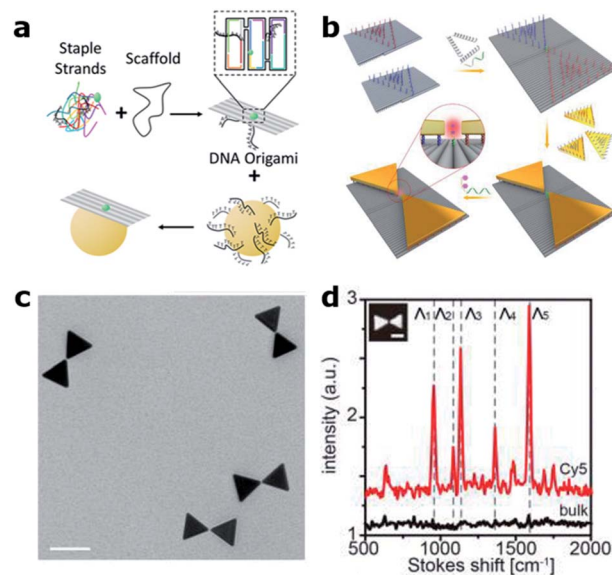 a
Staple
Strands
Scaffold
+
DNA Origami
+
b
c
d
3
2
1
intensity (a.u.)
Λ1 Λ2 Λ3 Λ4 Λ5
Cy5
bulk
500 1000 1500 2000
Stokes shift [cm⁻¹]